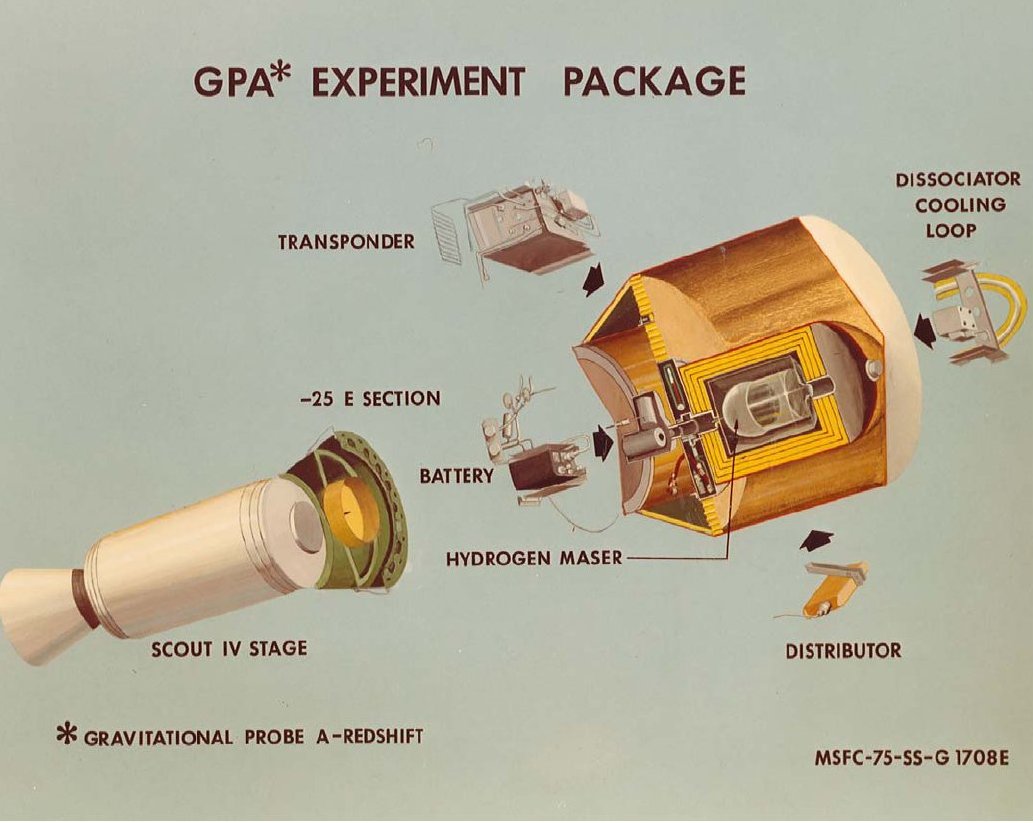 GPA* EXPERIMENT PACKAGE
DISSOCIATOR
COOLING
LOOP
TRANSPONDER
-25 E SECTION
BATTERY
HYDROGEN MASER
SCOUT IV STAGE
DISTRIBUTOR
* GRAVITATIONAL PROBE A-REDSHIFT
MSFC-75-SS-G 1708E